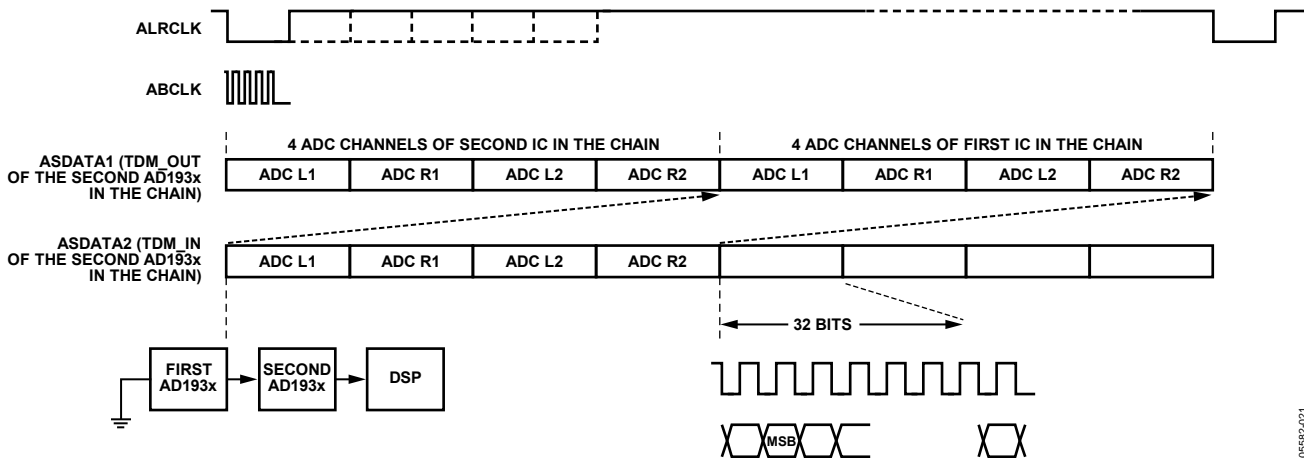 ALRCLK
ABCLK
4 ADC CHANNELS OF SECOND IC IN THE CHAIN
4 ADC CHANNELS OF FIRST IC IN THE CHAIN
ASDATA1 (TDM_OUT
OF THE SECOND AD193x
IN THE CHAIN)
ADC L1
ADC R1
ADC L2
ADC R2
ADC L1
ADC R1
ADC L2
ADC R2
ASDATA2 (TDM_IN
OF THE SECOND AD193x
IN THE CHAIN)
ADC L1
ADC R1
ADC L2
ADC R2
32 BITS
FIRST
AD193x
SECOND
AD193x
DSP
MSB
05582-021